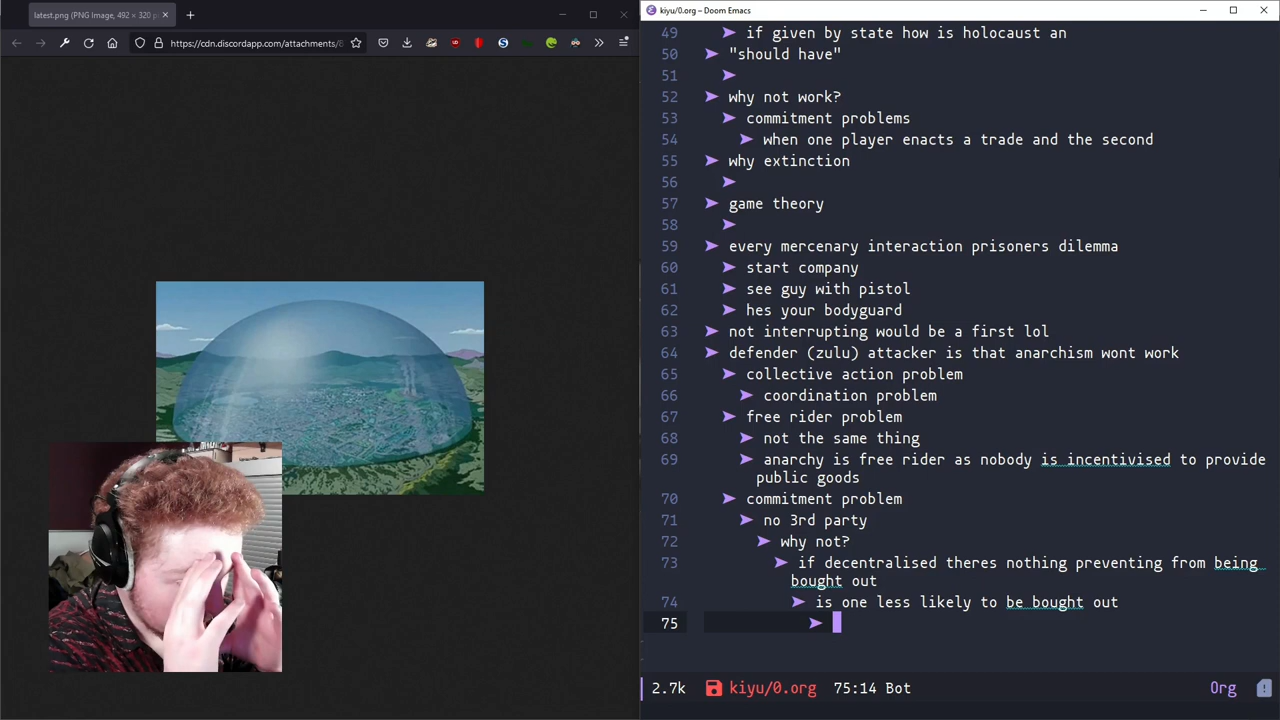 latest.png (PNG Image, 492 × 320 p
https://cdn.discordapp.com/attachments/8
kiyu/0.org – Doom Emacs
49 if given by state how is holocaust an
50 "should have"
51
52 why not work?
53 commitment problems
54 when one player enacts a trade and the second
55 why extinction
56
57 game theory
58
59 every mercenary interaction prisoners dilemma
60 start company
61 see guy with pistol
62 hes your bodyguard
63 not interrupting would be a first lol
64 defender (zulu) attacker is that anarchism wont work
65 collective action problem
66 coordination problem
67 free rider problem
68 not the same thing
69 anarchy is free rider as nobody is incentivised to provide
public goods
70 commitment problem
71 no 3rd party
72 why not?
73 if decentralised theres nothing preventing from being
bought out
74 is one less likely to be bought out
75
2.7k kiyu/0.org 75:14 Bot Org